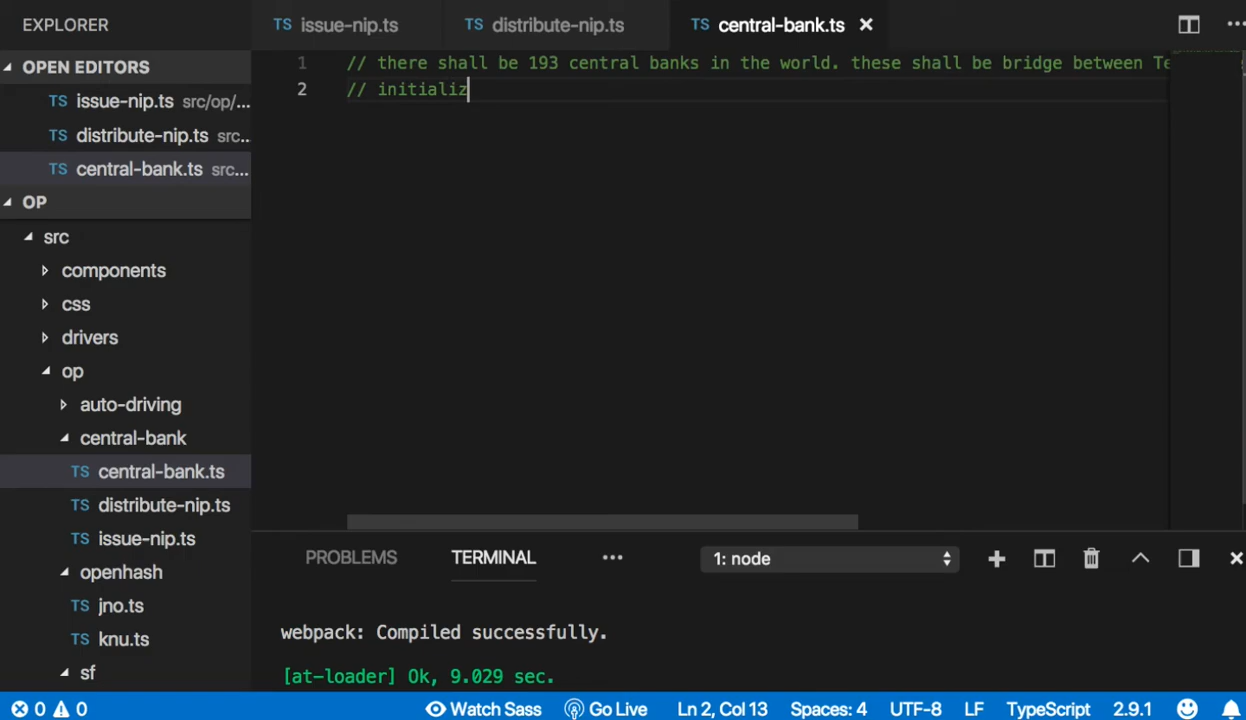 EXPLORER
TS issue-nip.ts
TS distribute-nip.ts
TS central-bank.ts
OPEN EDITORS
TS issue-nip.ts src/op/...
TS distribute-nip.ts src...
TS central-bank.ts src...
OP
src
components
css
drivers
op
auto-driving
central-bank
TS central-bank.ts
TS distribute-nip.ts
TS issue-nip.ts
openhash
TS jno.ts
TS knu.ts
sf
1 // there shall be 193 central banks in the world. these shall be bridge between Te
2 // initializ
PROBLEMS TERMINAL ... 1: node
webpack: Compiled successfully.
[at-loader] Ok, 9.029 sec.
0 0 Watch Sass Go Live Ln 2, Col 13 Spaces: 4 UTF-8 LF TypeScript 2.9.1